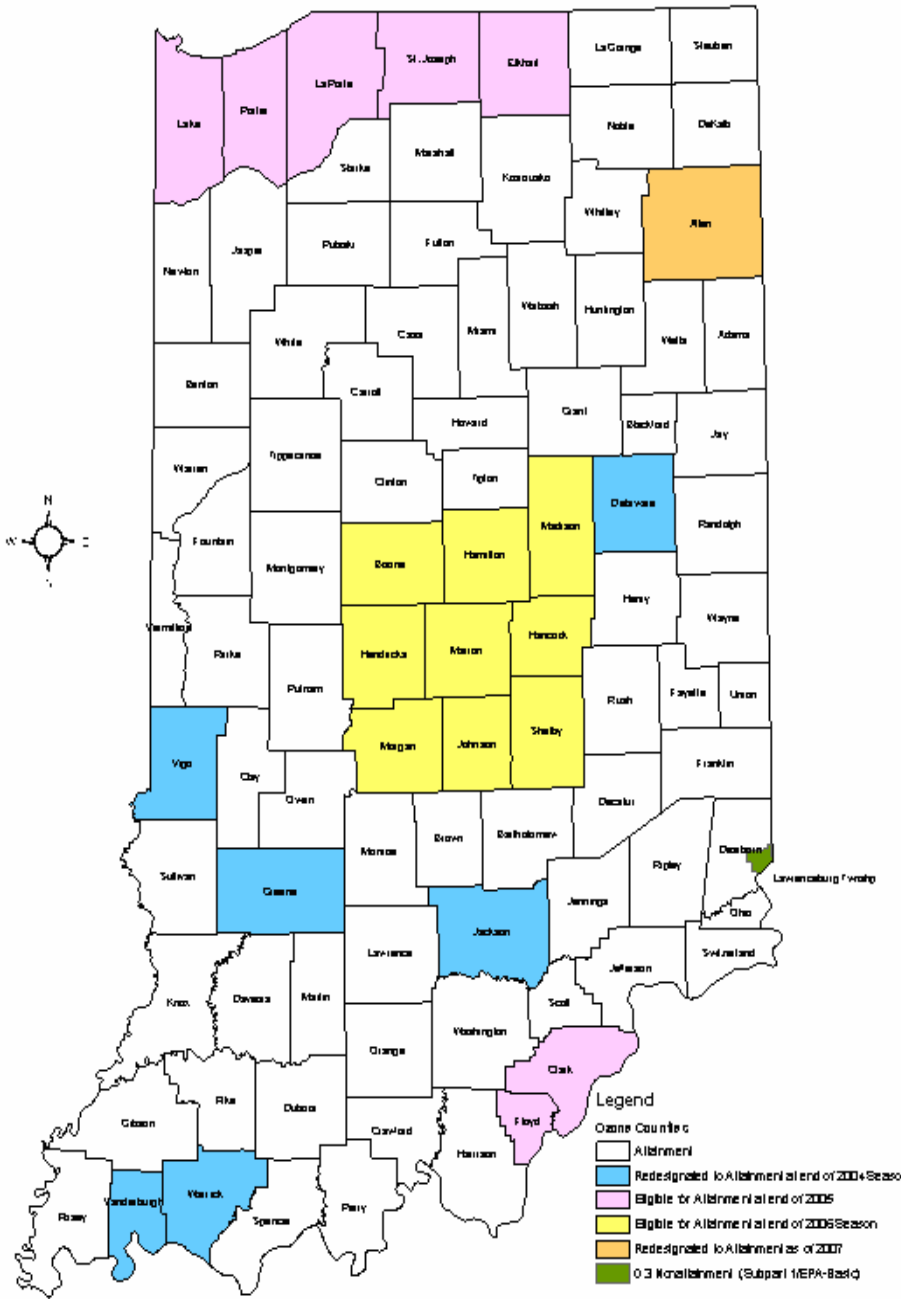 LaGrange
Steuben
St. Joseph
Elkhart
LaPorte
Porter
Lake
Noble
DeKalb
Marshall
Starke
Kosciusko
Whitley
Allen
Newton
Jasper
Pulaski
Fulton
Wabash
Huntington
White
Cass
Miami
Wells
Adams
Benton
Carroll
Howard
Grant
Blackford
Jay
Tippecanoe
Warren
Clinton
Tipton
Madison
Delaware
N
W
E
Randolph
Fountain
Boone
Hamilton
Montgomery
Henry
Vermillion
Wayne
Parke
Hendricks
Marion
Hancock
Putnam
Rush
Fayette
Union
Vigo
Morgan
Johnson
Shelby
Clay
Franklin
Owen
Decatur
Monroe
Brown
Bartholomew
Dearborn
Sullivan
Ripley
Greene
Lawrenceburg Twnshp
Jennings
Ohio
Jackson
Lawrence
Switzerland
Jefferson
Knox
Daviess
Martin
Scott
Washington
Orange
Clark
Pike
Dubois
Gibson
Crawford
Floyd
Harrison
Warrick
Vanderburgh
Posey
Spencer
Perry
Legend
Ozone Counties
Attainment
Redesignated to Attainment at end of 2004 Seaso
Eligible for Attainment at end of 2005
Eligible for Attainment at end of 2006 Season
Redesignated to Attainment as of 2007
O3 Nonattainment (Subpart 1/EPA-Basic)